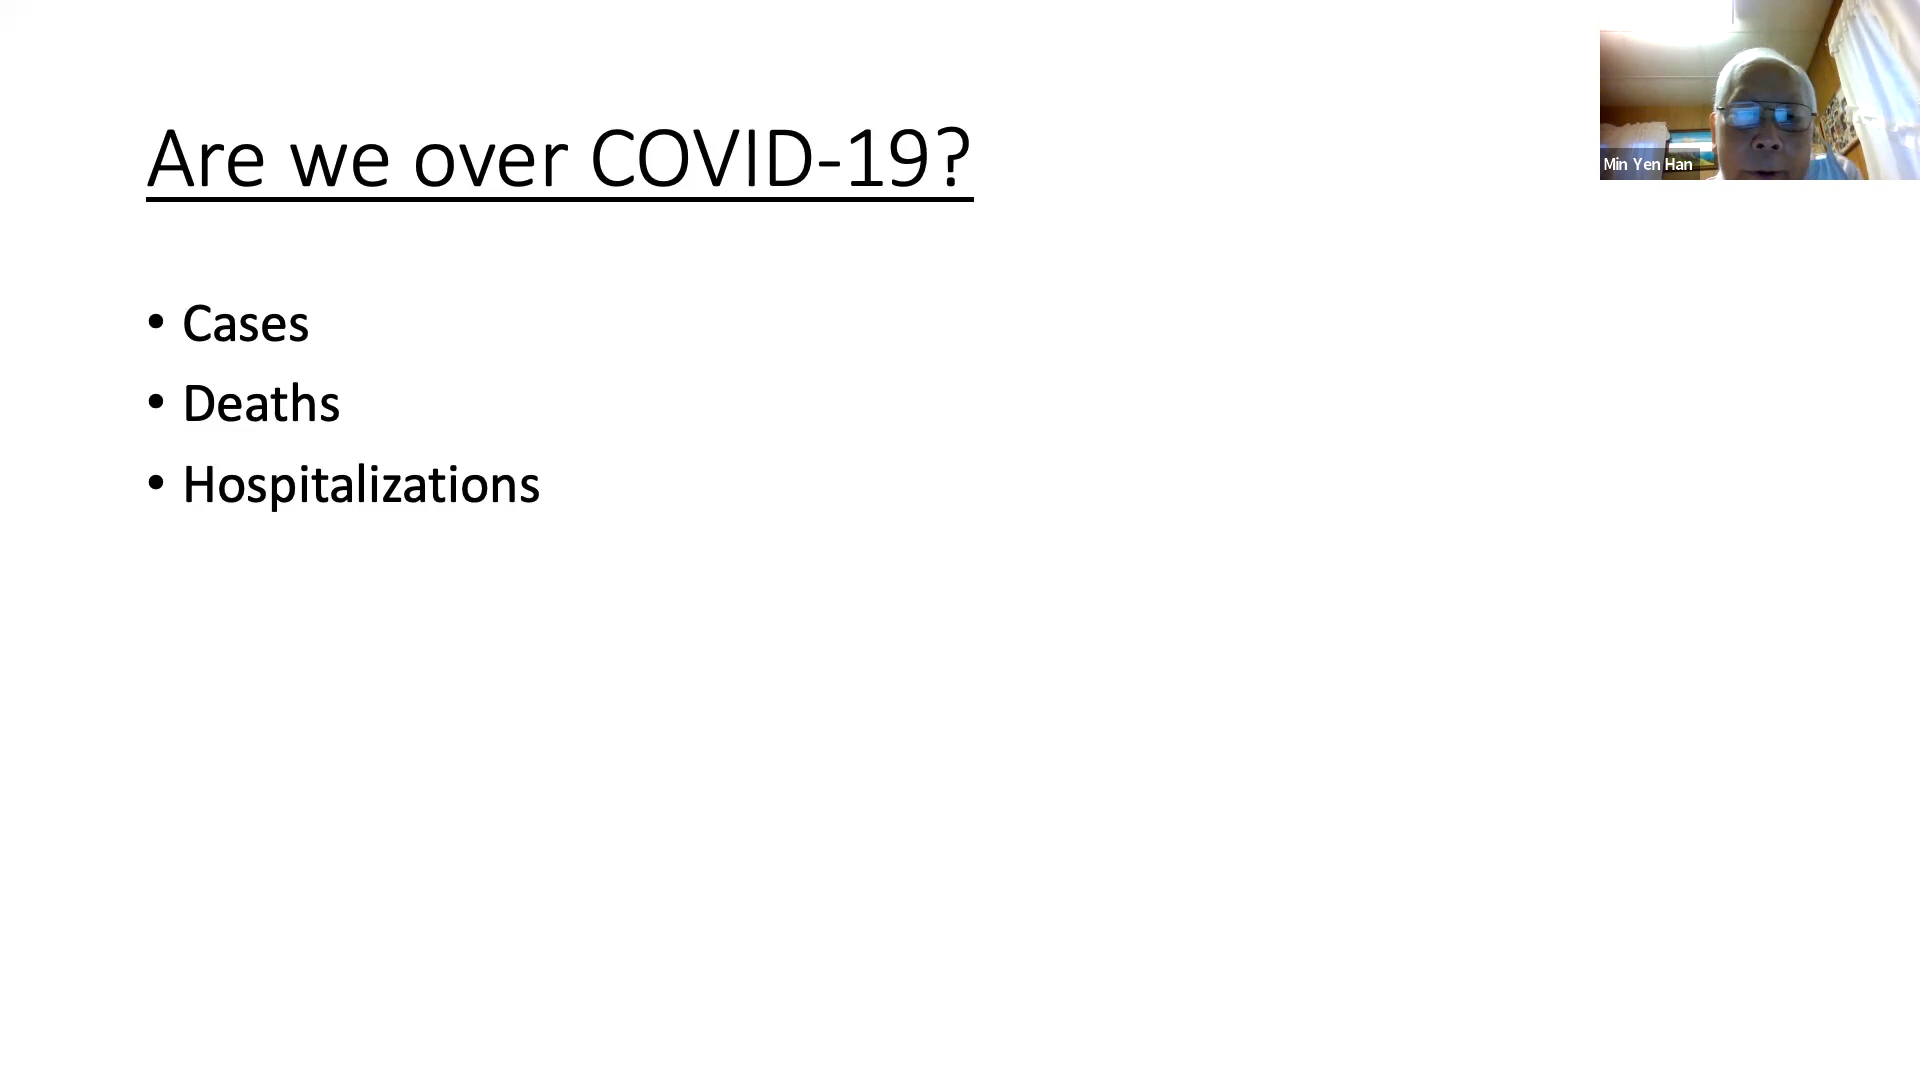 Are we over COVID-19?
• Cases
• Deaths
• Hospitalizations
Min Yen Han